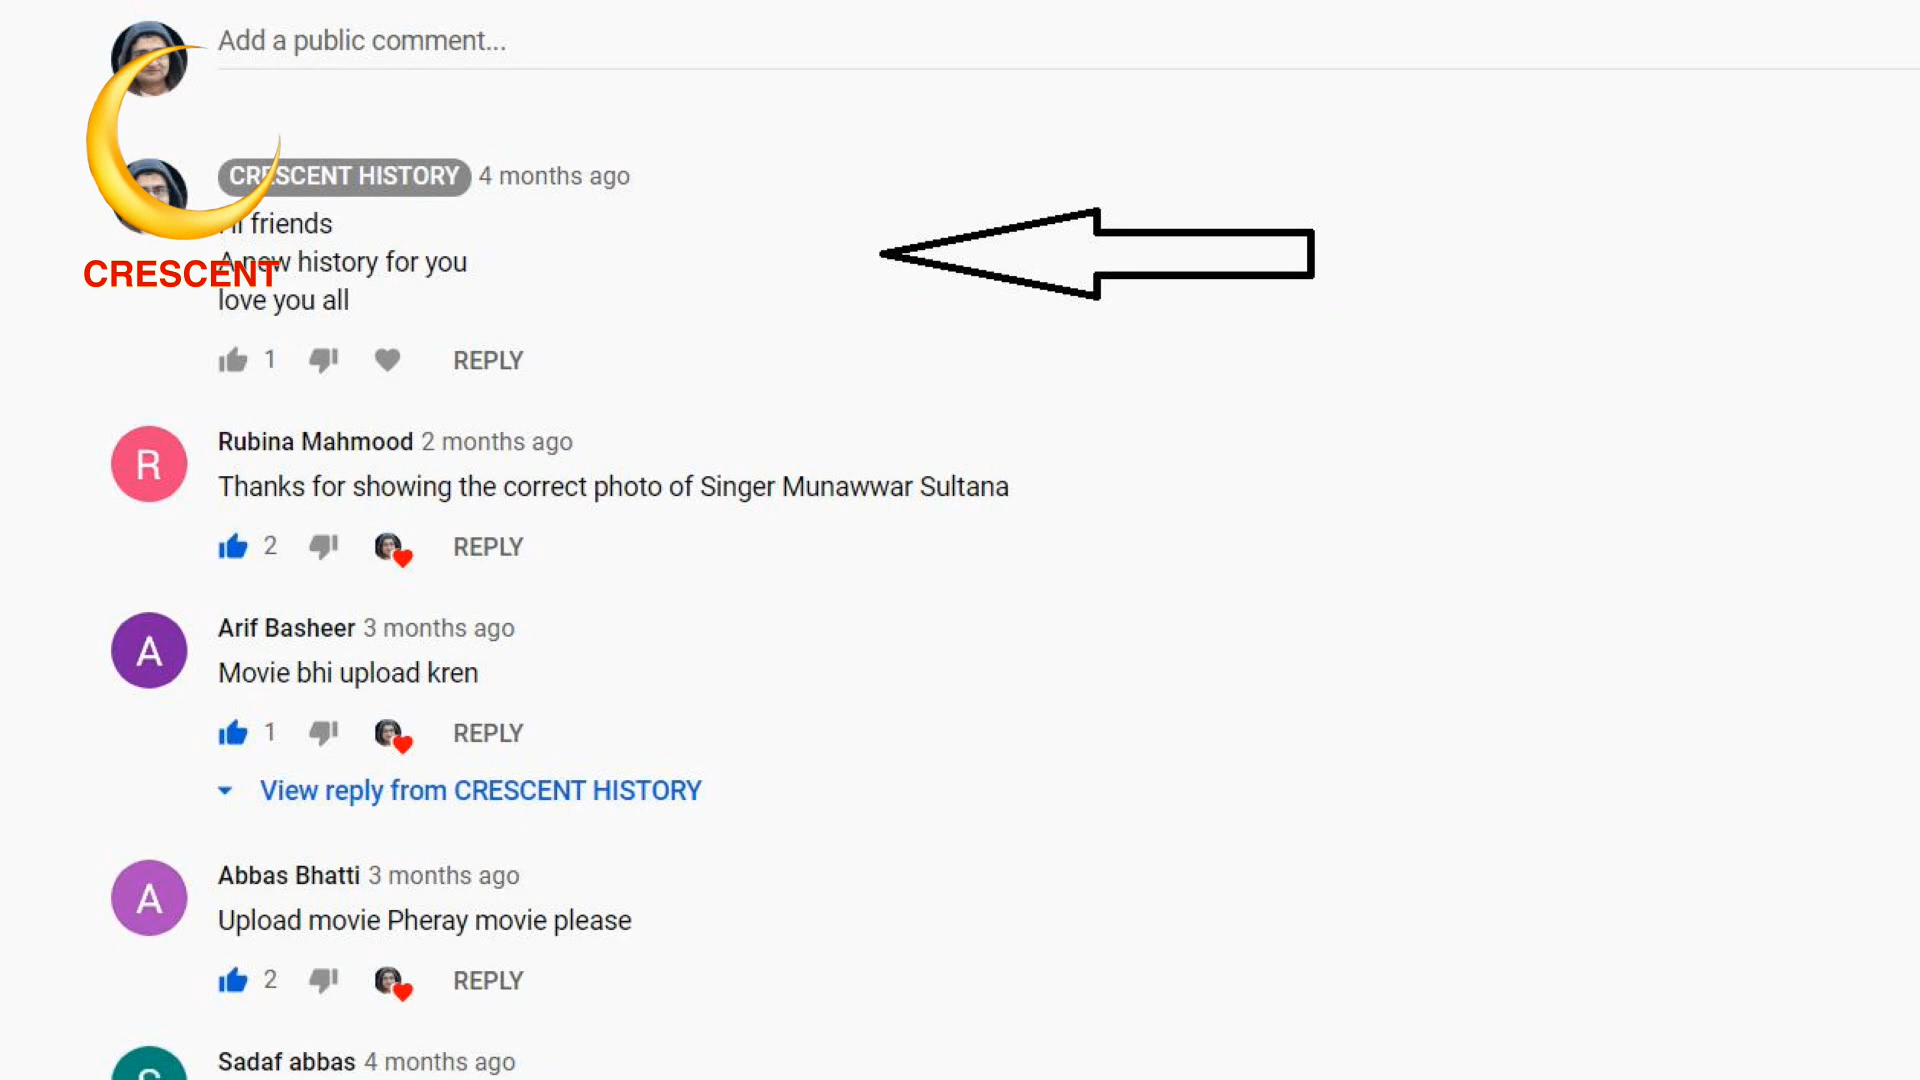 Add a public comment...
CRESCENT HISTORY 4 months ago
Hi friends
A new history for you
CRESCENT
love you all
1 REPLY
R
Rubina Mahmood 2 months ago
Thanks for showing the correct photo of Singer Munawwar Sultana
2 REPLY
A
Arif Basheer 3 months ago
Movie bhi upload kren
1 REPLY
View reply from CRESCENT HISTORY
A
Abbas Bhatti 3 months ago
Upload movie Pheray movie please
2 REPLY
S
Sadaf abbas 4 months ago